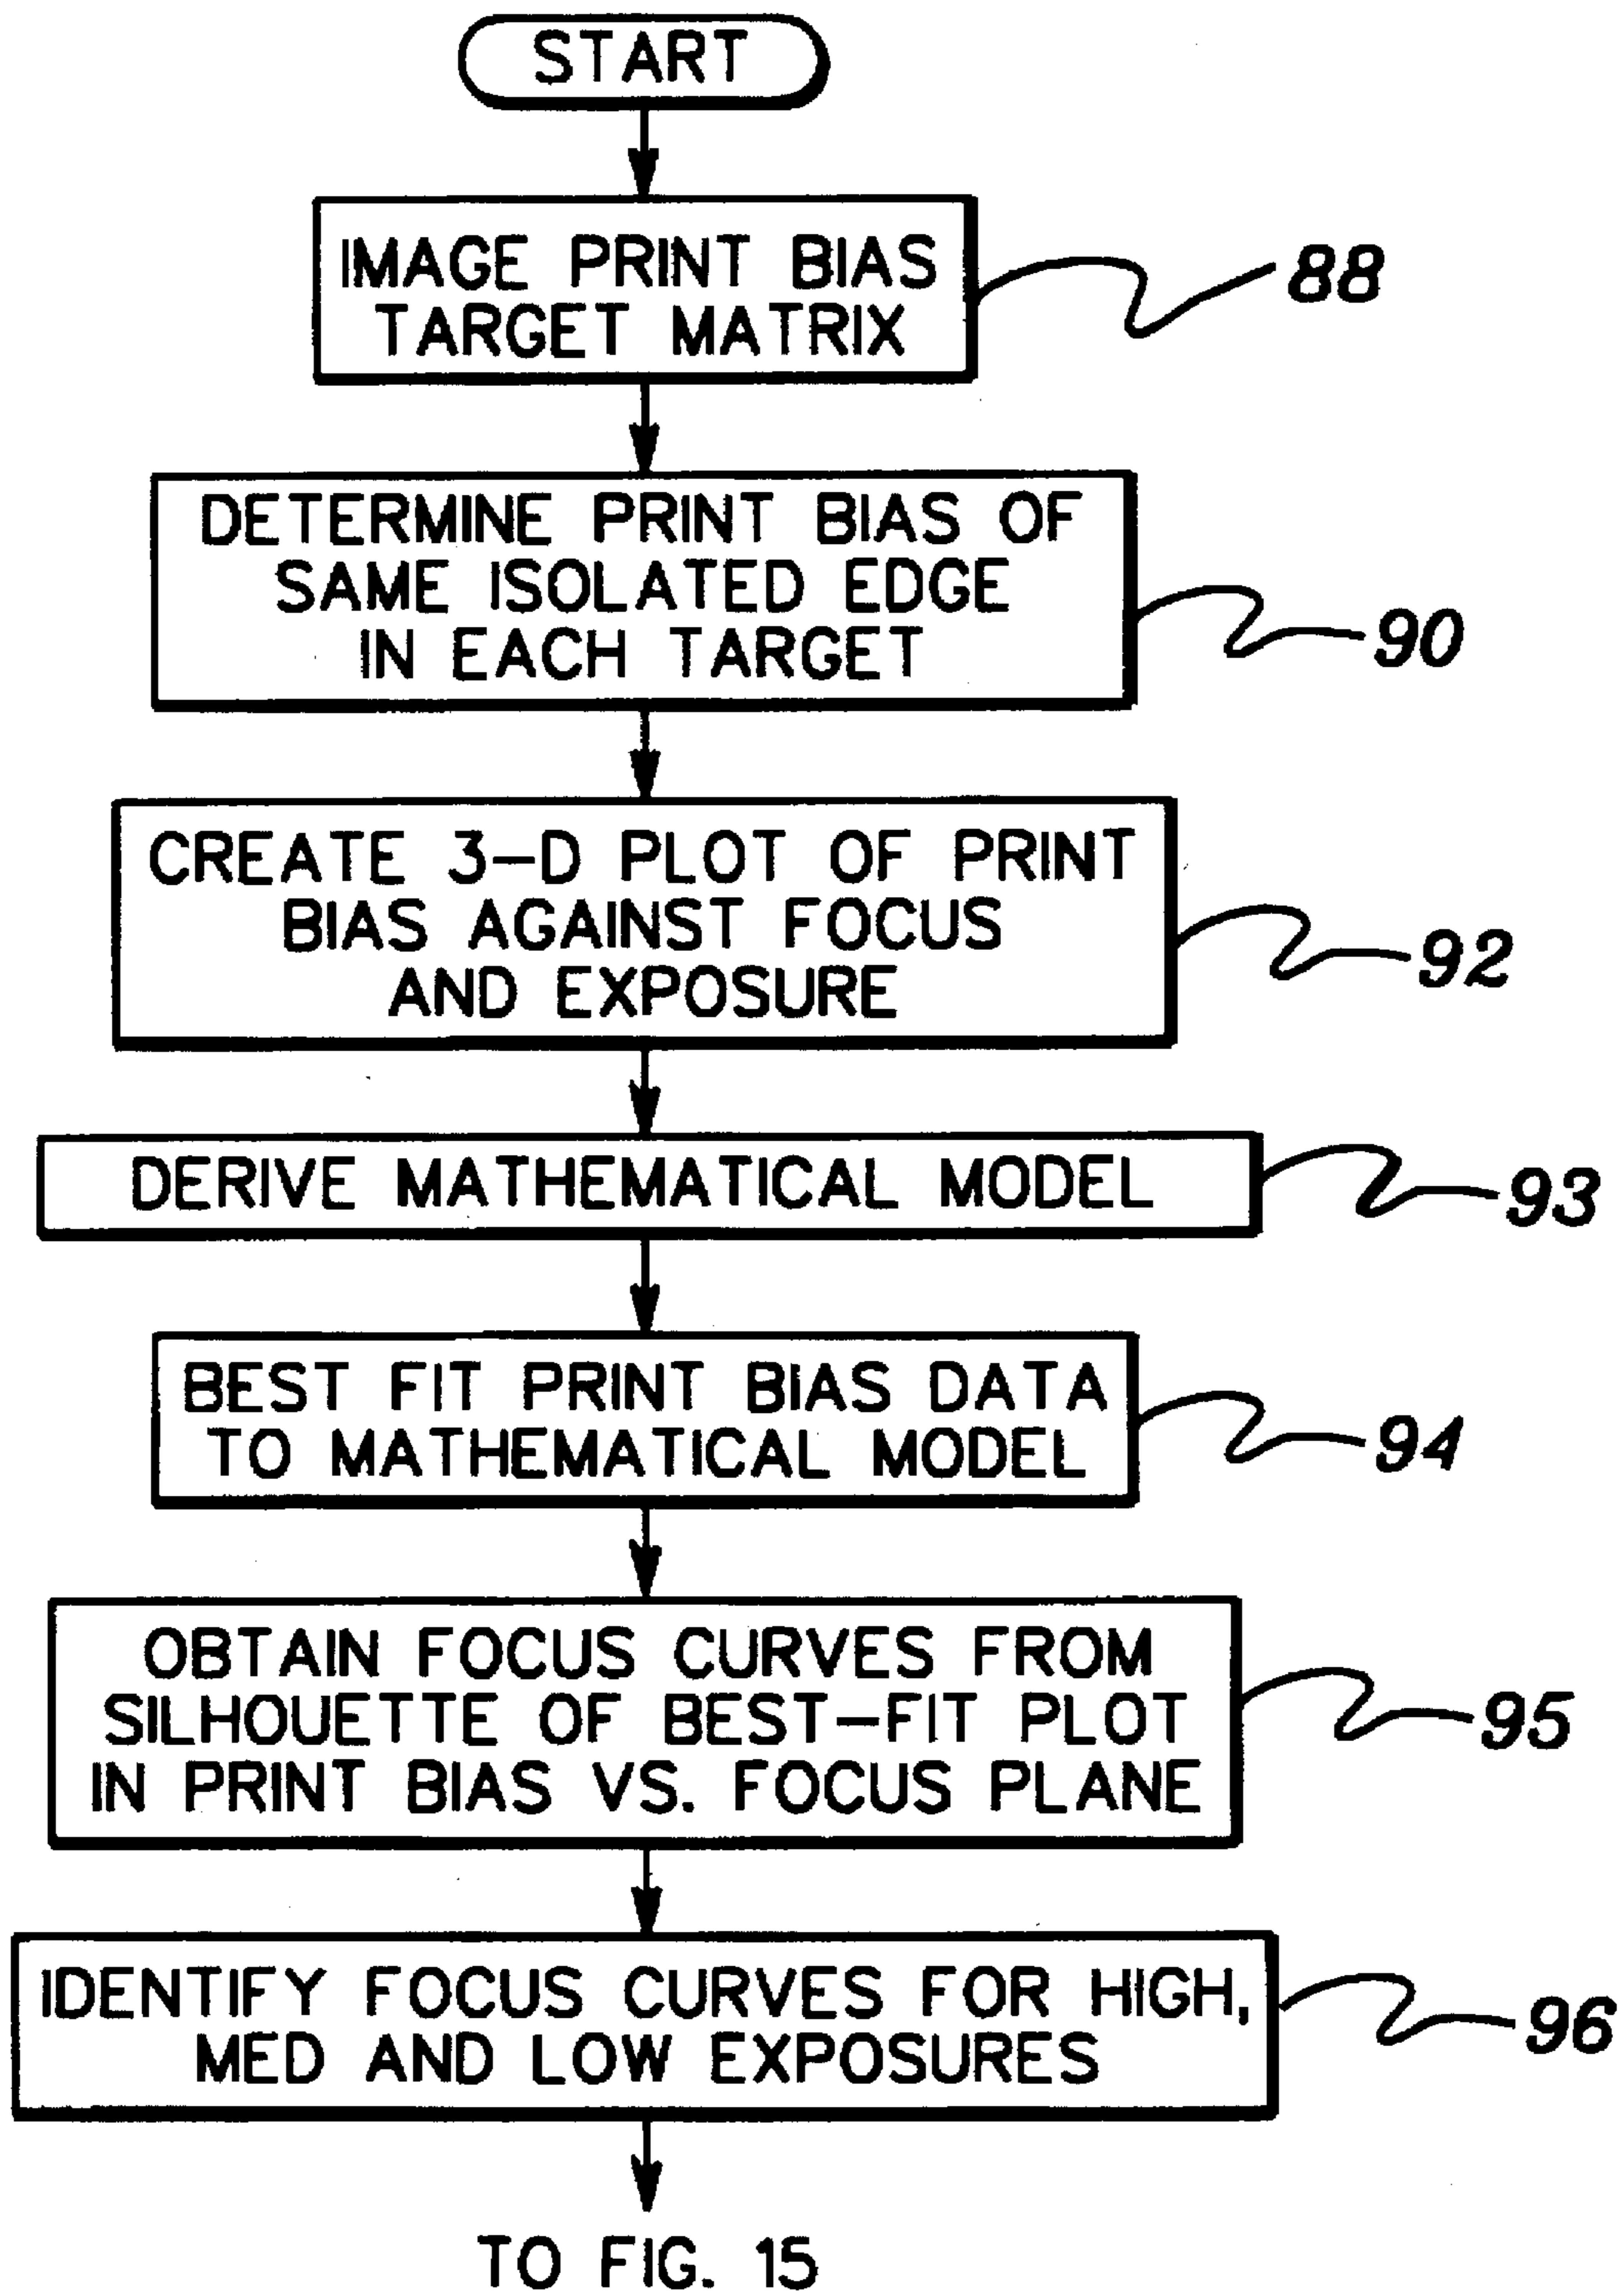 START
IMAGE PRINT BIAS
TARGET MATRIX
88
DETERMINE PRINT BIAS OF
SAME ISOLATED EDGE
IN EACH TARGET
90
CREATE 3-D PLOT OF PRINT
BIAS AGAINST FOCUS
AND EXPOSURE
92
DERIVE MATHEMATICAL MODEL
93
BEST FIT PRINT BIAS DATA
TO MATHEMATICAL MODEL
94
OBTAIN FOCUS CURVES FROM
SILHOUETTE OF BEST-FIT PLOT
IN PRINT BIAS VS. FOCUS PLANE
95
IDENTIFY FOCUS CURVES FOR HIGH,
MED AND LOW EXPOSURES
96
TO FIG. 15